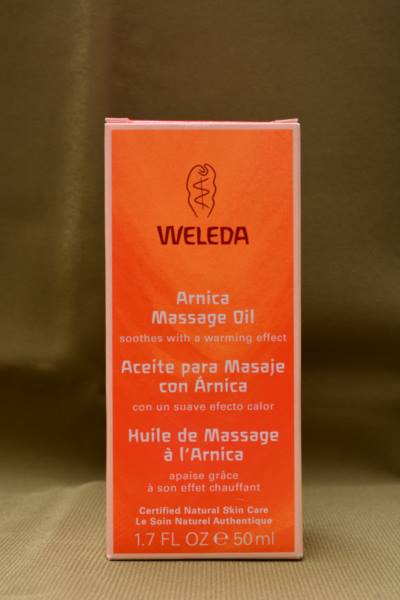 WELEDA
Arnica
Massage Oil
soothes with a warming effect
Aceite para Masaje
con Árnica
con un suave efecto calor
Huile de Massage
à l'Arnica
apaise grâce
à son effet chauffant
Certified Natural Skin Care
Le Soin Naturel Authentique
1.7 FL OZ ℮ 50ml